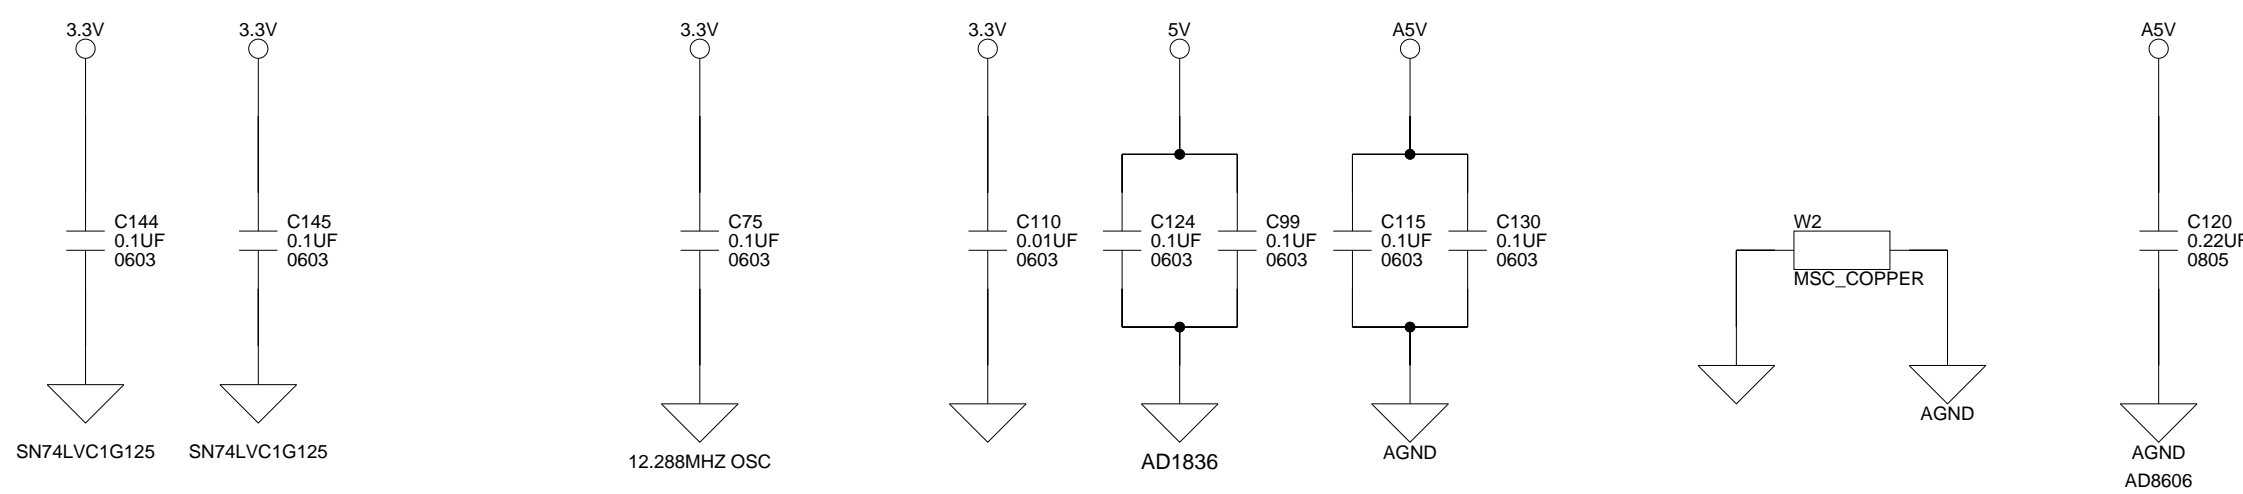 3.3V
3.3V
3.3V
3.3V
5V
A5V
A5V
C144
0.1UF
0603
C145
0.1UF
0603
C75
0.1UF
0603
C110
0.01UF
0603
C124
0.1UF
0603
C99
0.1UF
0603
C115
0.1UF
0603
C130
0.1UF
0603
W2
MSC_COPPER
C120
0.22UF
0805
AGND
SN74LVC1G125
SN74LVC1G125
12.288MHZ OSC
AD1836
AGND
AGND
AD8606